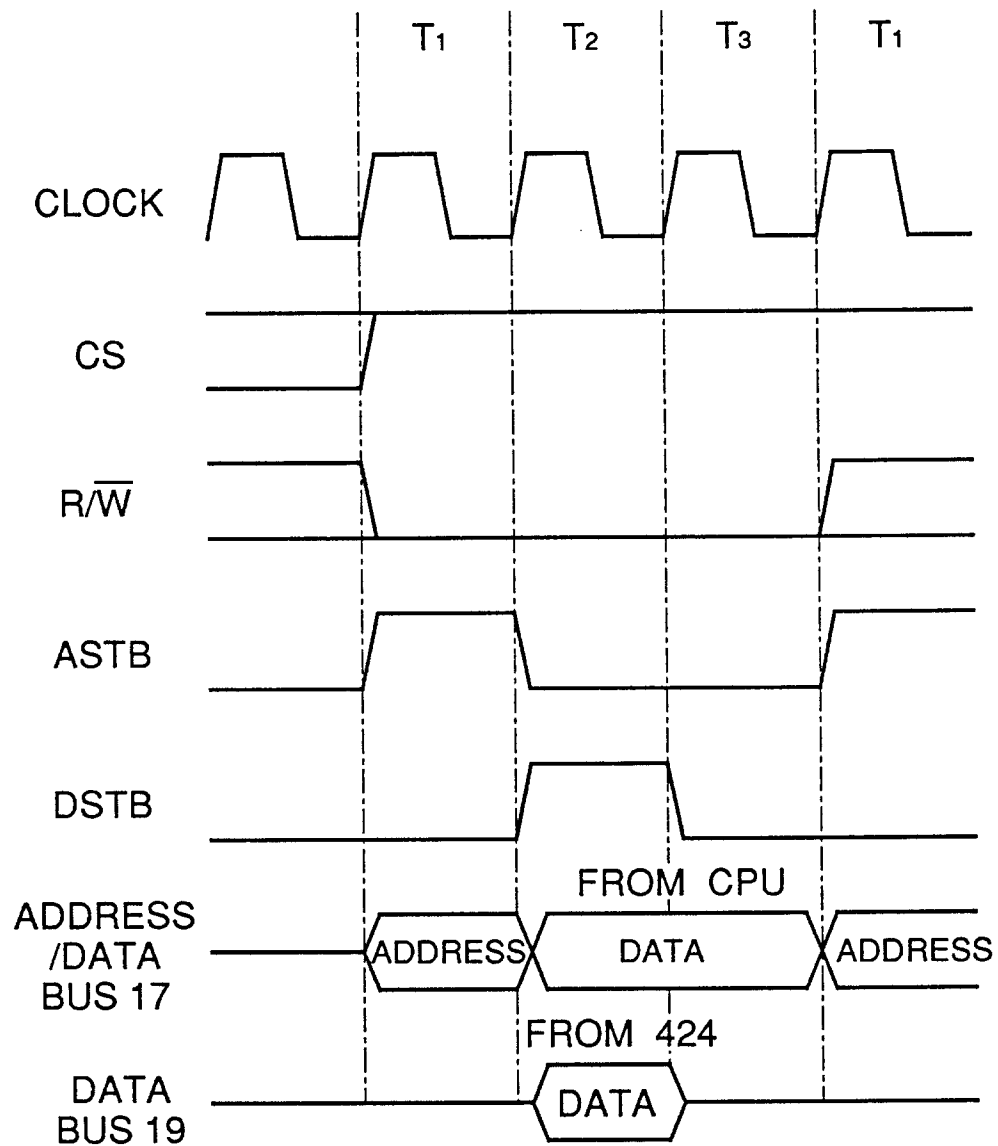 T1 T2 T3 T1
CLOCK
CS
R/W̅
ASTB
DSTB
FROM CPU
ADDRESS
/DATA
BUS 17
ADDRESS DATA ADDRESS
FROM 424
DATA
BUS 19
DATA